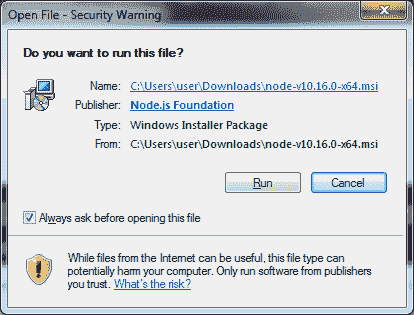 Open File - Security Warning
Do you want to run this file?
Name: C:\Users\user\Downloads\node-v10.16.0-x64.msi
Publisher: Node.js Foundation
Type: Windows Installer Package
From: C:\Users\user\Downloads\node-v10.16.0-x64.msi
Run Cancel
Always ask before opening this file
While files from the Internet can be useful, this file type can
potentially harm your computer. Only run software from publishers
you trust. What's the risk?